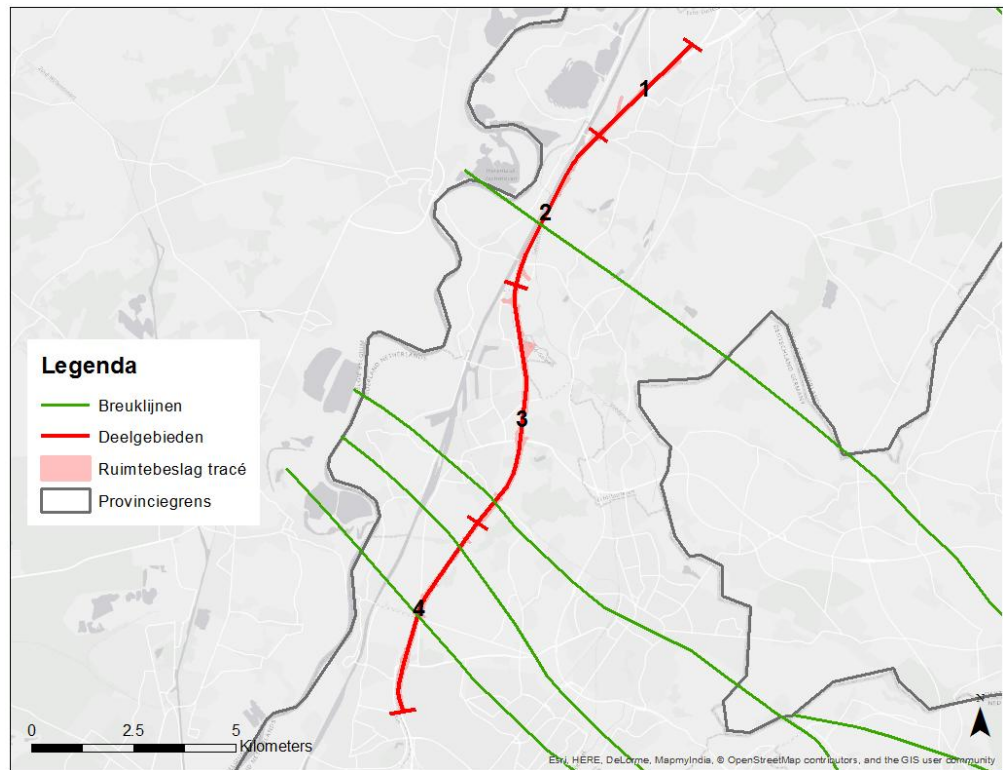 1
2
3
4
Legenda
Breuklijnen
Deelgebieden
Ruimtebeslag tracé
Provinciegrens
0 2.5 5
Kilometers
N
Esri, HERE, DeLorme, MapmyIndia, © OpenStreetMap contributors, and the GIS user community